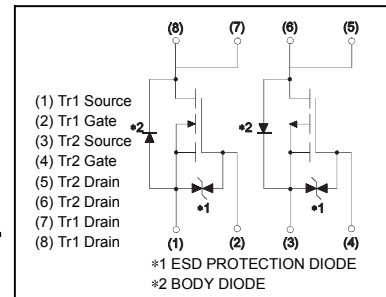 (8) (7) (6) (5)
(1) Tr1 Source
(2) Tr1 Gate
(3) Tr2 Source
(4) Tr2 Gate
(5) Tr2 Drain
(6) Tr2 Drain
(7) Tr1 Drain
(8) Tr1 Drain
∗2 ∗2
∗1 ∗1
(1) (2) (3) (4)
∗1 ESD PROTECTION DIODE
∗2 BODY DIODE